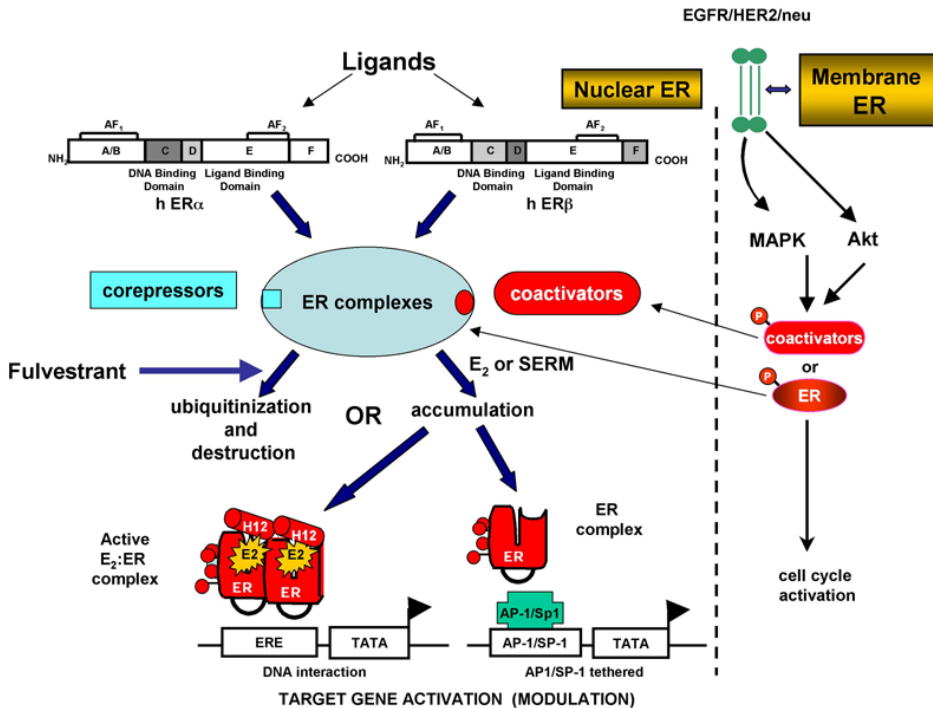 EGFR/HER2/neu
Ligands
Nuclear ER
Membrane
ER
AF1
AF2
NH2
A/B
C
D
E
F
COOH
DNA Binding
Domain
Ligand Binding
Domain
h ERα
AF1
AF2
NH2
A/B
C
D
E
F
COOH
DNA Binding
Domain
Ligand Binding
Domain
h ERβ
MAPK
Akt
corepressors
ER complexes
coactivators
P
coactivators
or
P
ER
Fulvestrant
E2 or SERM
ubiquitinization
and
destruction
OR
accumulation
Active
E2:ER
complex
H12
H12
E2
E2
ER
ER
ER
complex
ER
cell cycle
activation
AP-1/Sp1
ERE
TATA
AP-1/SP-1
TATA
DNA interaction
AP1/SP-1 tethered
TARGET GENE ACTIVATION (MODULATION)